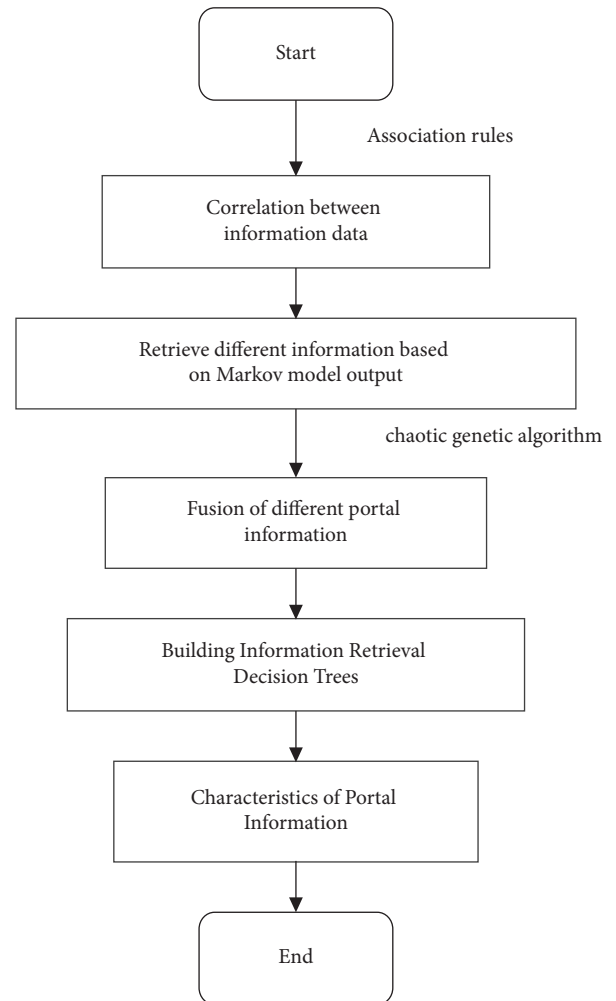 Start
Association rules
Correlation between
information data
Retrieve different information based
on Markov model output
chaotic genetic algorithm
Fusion of different portal
information
Building Information Retrieval
Decision Trees
Characteristics of Portal
Information
End